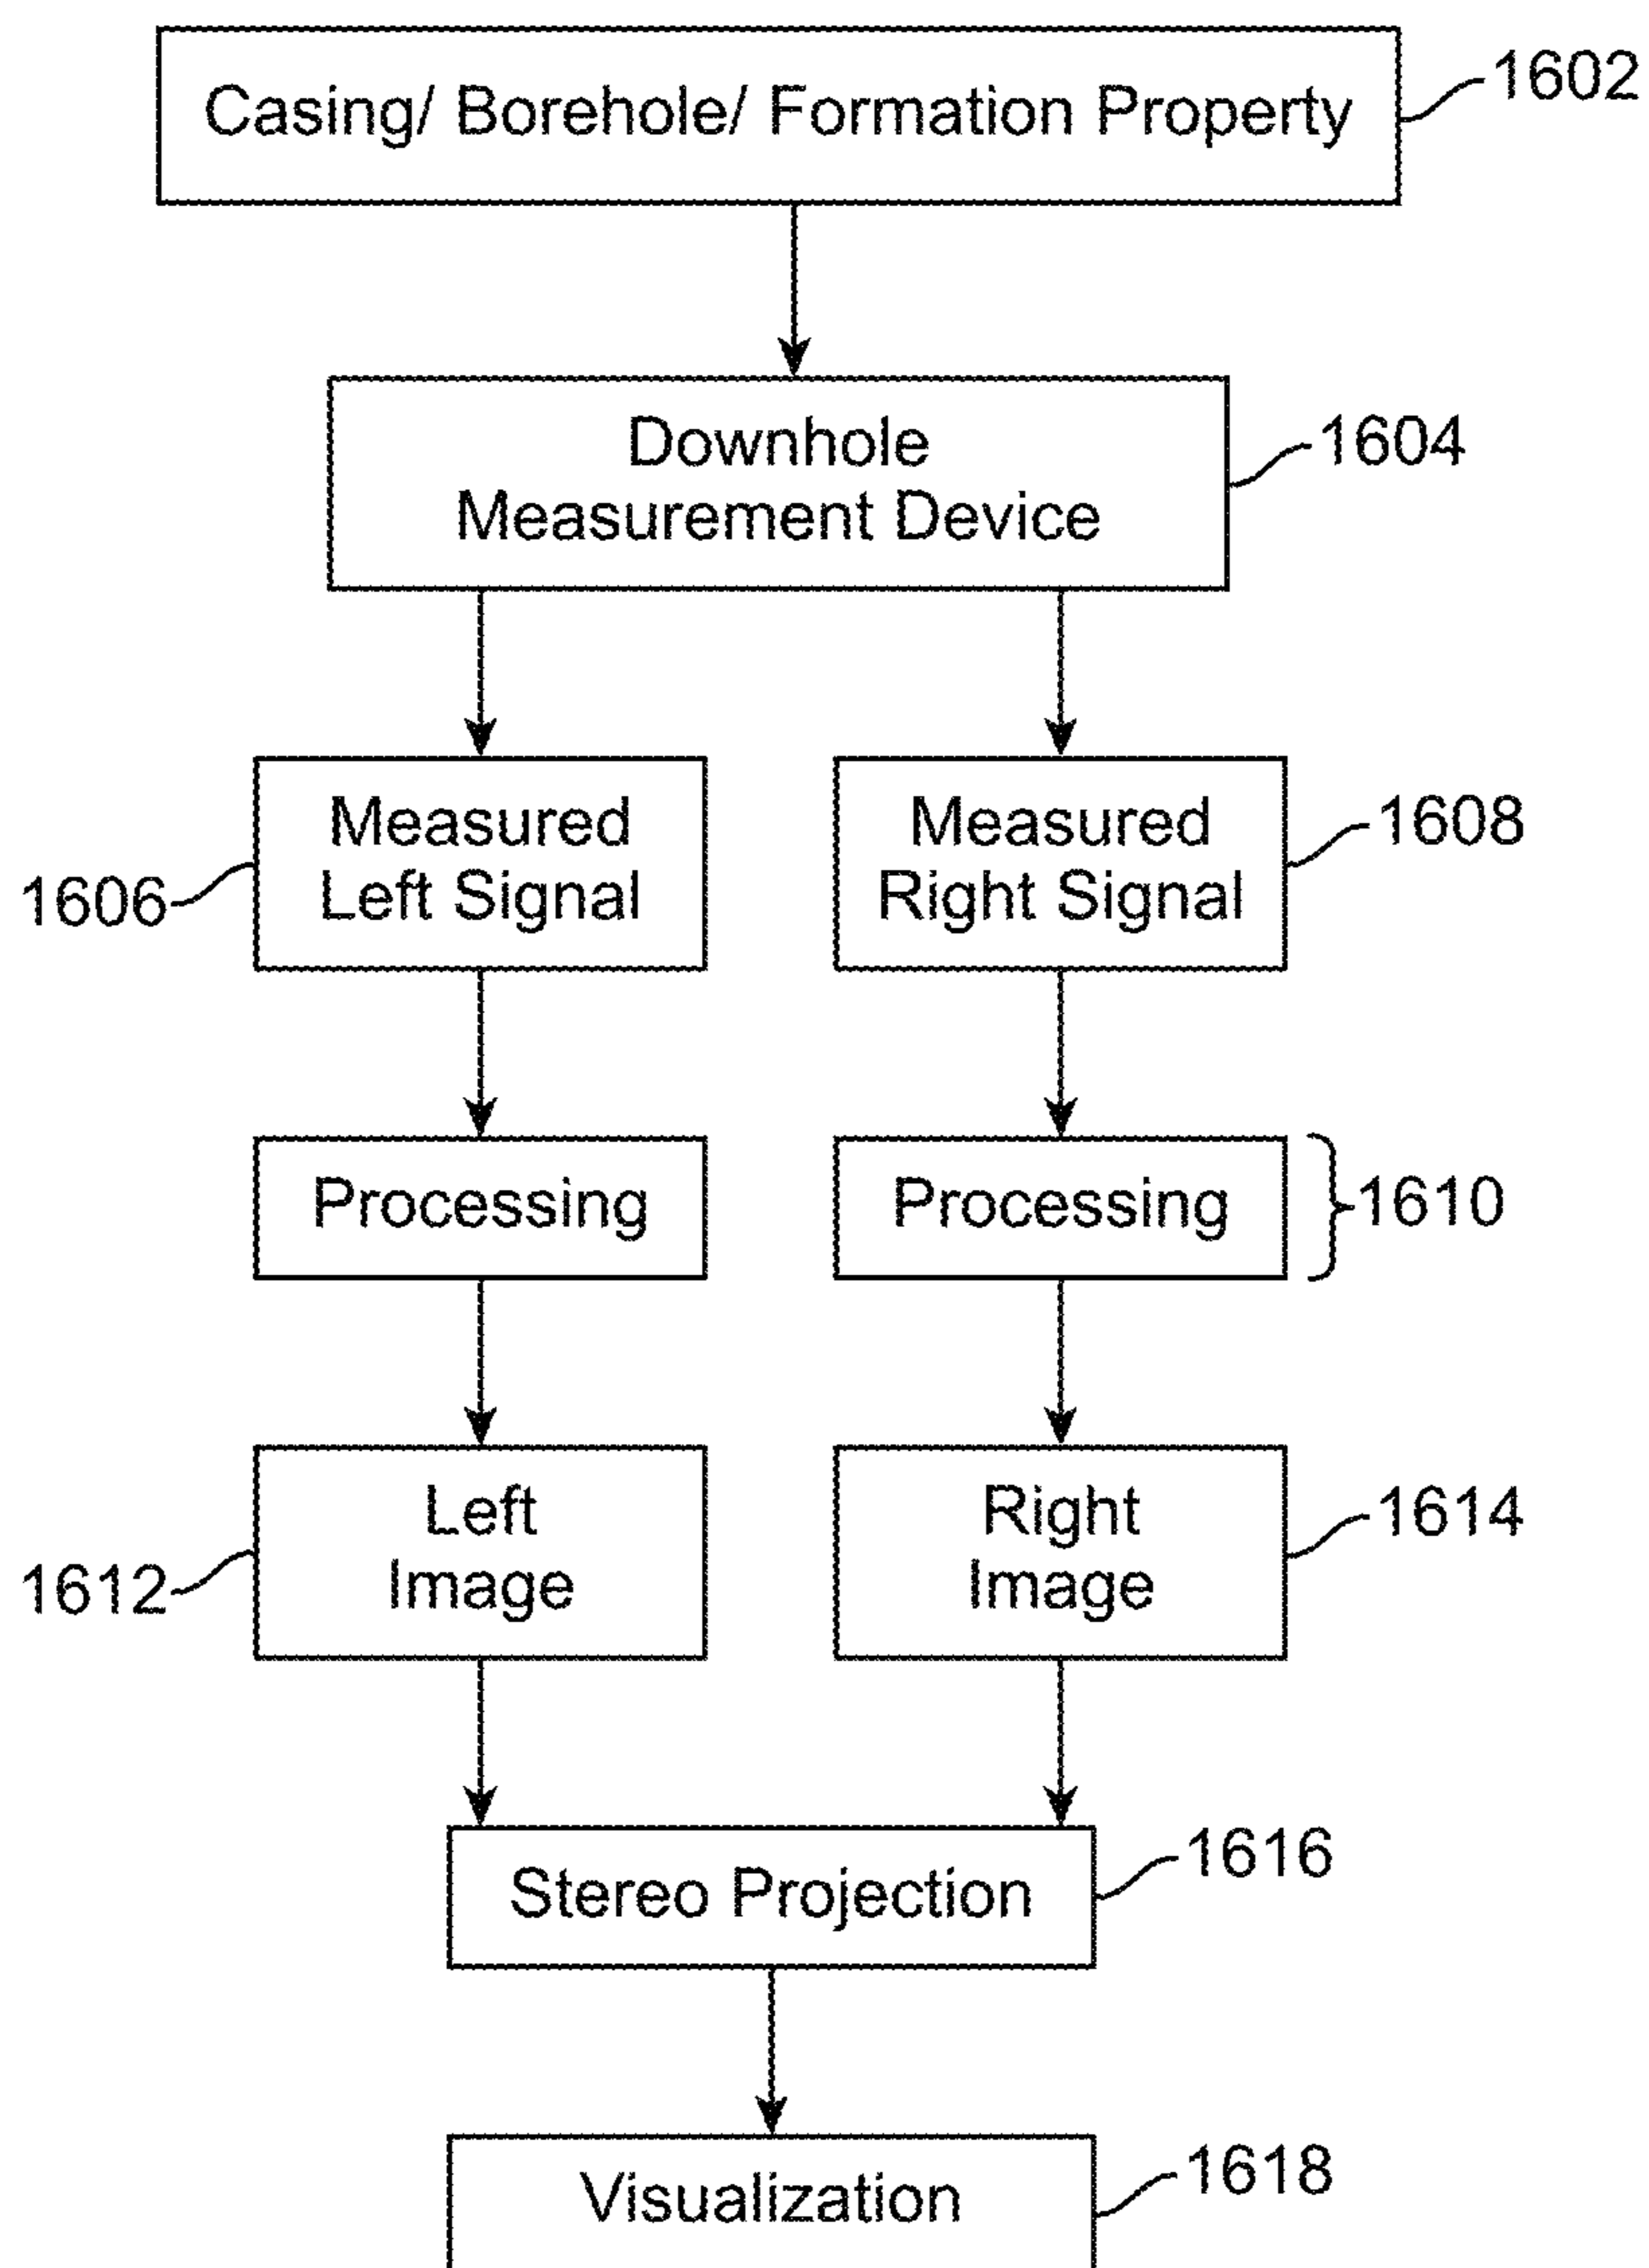 Casing/ Borehole/ Formation Property
1602
Downhole
Measurement Device
1604
Measured
Left Signal
1606
Measured
Right Signal
1608
Processing
Processing
1610
Left
Image
1612
Right
Image
1614
Stereo Projection
1616
Visualization
1618